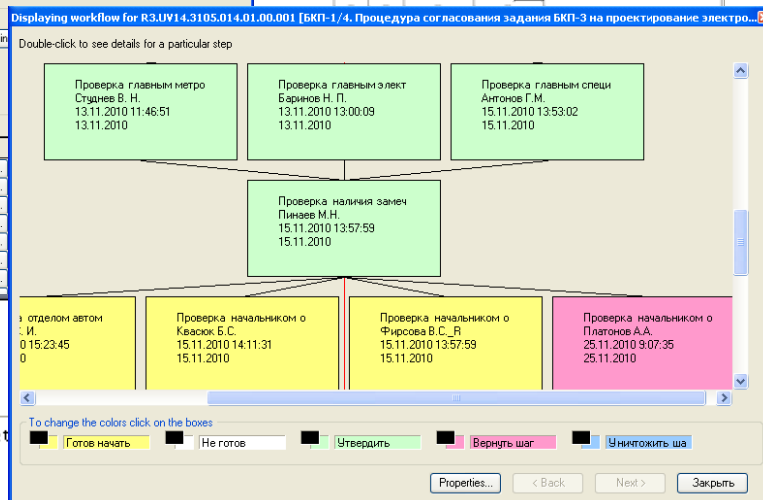 Displaying workflow for R3.UV14.3105.014.01.00.001 [БКП-1/4. Процедура согласования задания БКП-3 на проектирование электро...
Double-click to see details for a particular step
Проверка главным метро
Студнев В. Н.
13.11.2010 11:46:51
13.11.2010
Проверка главным элект
Баринов Н. П.
13.11.2010 13:00:09
13.11.2010
Проверка главным специ
Антонов Г.М.
15.11.2010 13:53:02
15.11.2010
Проверка наличия замеч
Пинаев М.Н.
15.11.2010 13:57:59
15.11.2010
а отделом автом
. И.
0 15:23:45
0
Проверка начальником о
Квасюк Б.С.
15.11.2010 14:11:31
15.11.2010
Проверка начальником о
Фирсова В.С._R
15.11.2010 13:57:59
15.11.2010
Проверка начальником о
Платонов А.А.
25.11.2010 9:07:35
25.11.2010
To change the colors click on the boxes
Готов начать
Не готов
Утвердить
Вернуть шаг
Уничтожить ша
Properties...
< Back
Next >
Закрыть